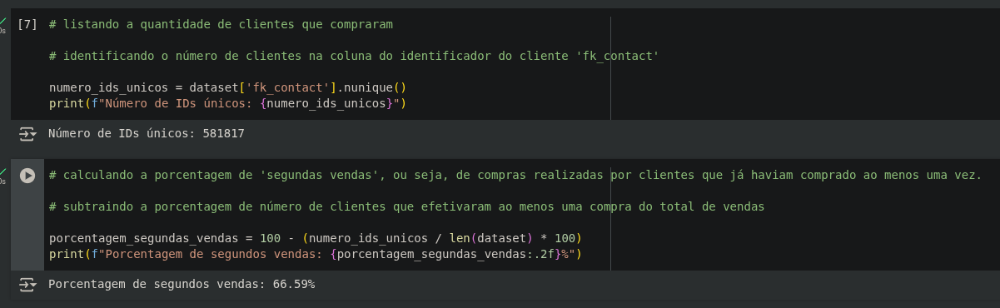 [7] # listando a quantidade de clientes que compraram
# identificando o número de clientes na coluna do identificador do cliente 'fk_contact'
numero_ids_unicos = dataset['fk_contact'].nunique()
print(f"Número de IDs únicos: {numero_ids_unicos}")
Número de IDs únicos: 581817
# calculando a porcentagem de 'segundas vendas', ou seja, de compras realizadas por clientes que já haviam comprado ao menos uma vez.
# subtraindo a porcentagem de número de clientes que efetivaram ao menos uma compra do total de vendas
porcentagem_segundas_vendas = 100 - (numero_ids_unicos / len(dataset) * 100)
print(f"Porcentagem de segundos vendas: {porcentagem_segundas_vendas:.2f}%")
Porcentagem de segundos vendas: 66.59%